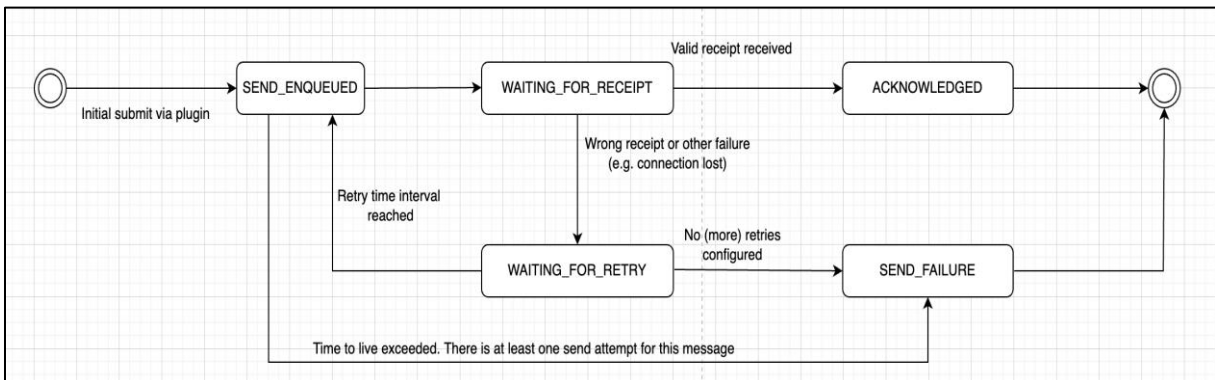 Valid receipt received
SEND_ENQUEUED
WAITING_FOR_RECEIPT
ACKNOWLEDGED
Initial submit via plugin
Wrong receipt or other failure
(e.g. connection lost)
Retry time interval
reached
No (more) retries
configured
WAITING_FOR_RETRY
SEND_FAILURE
Time to live exceeded. There is at least one send attempt for this message